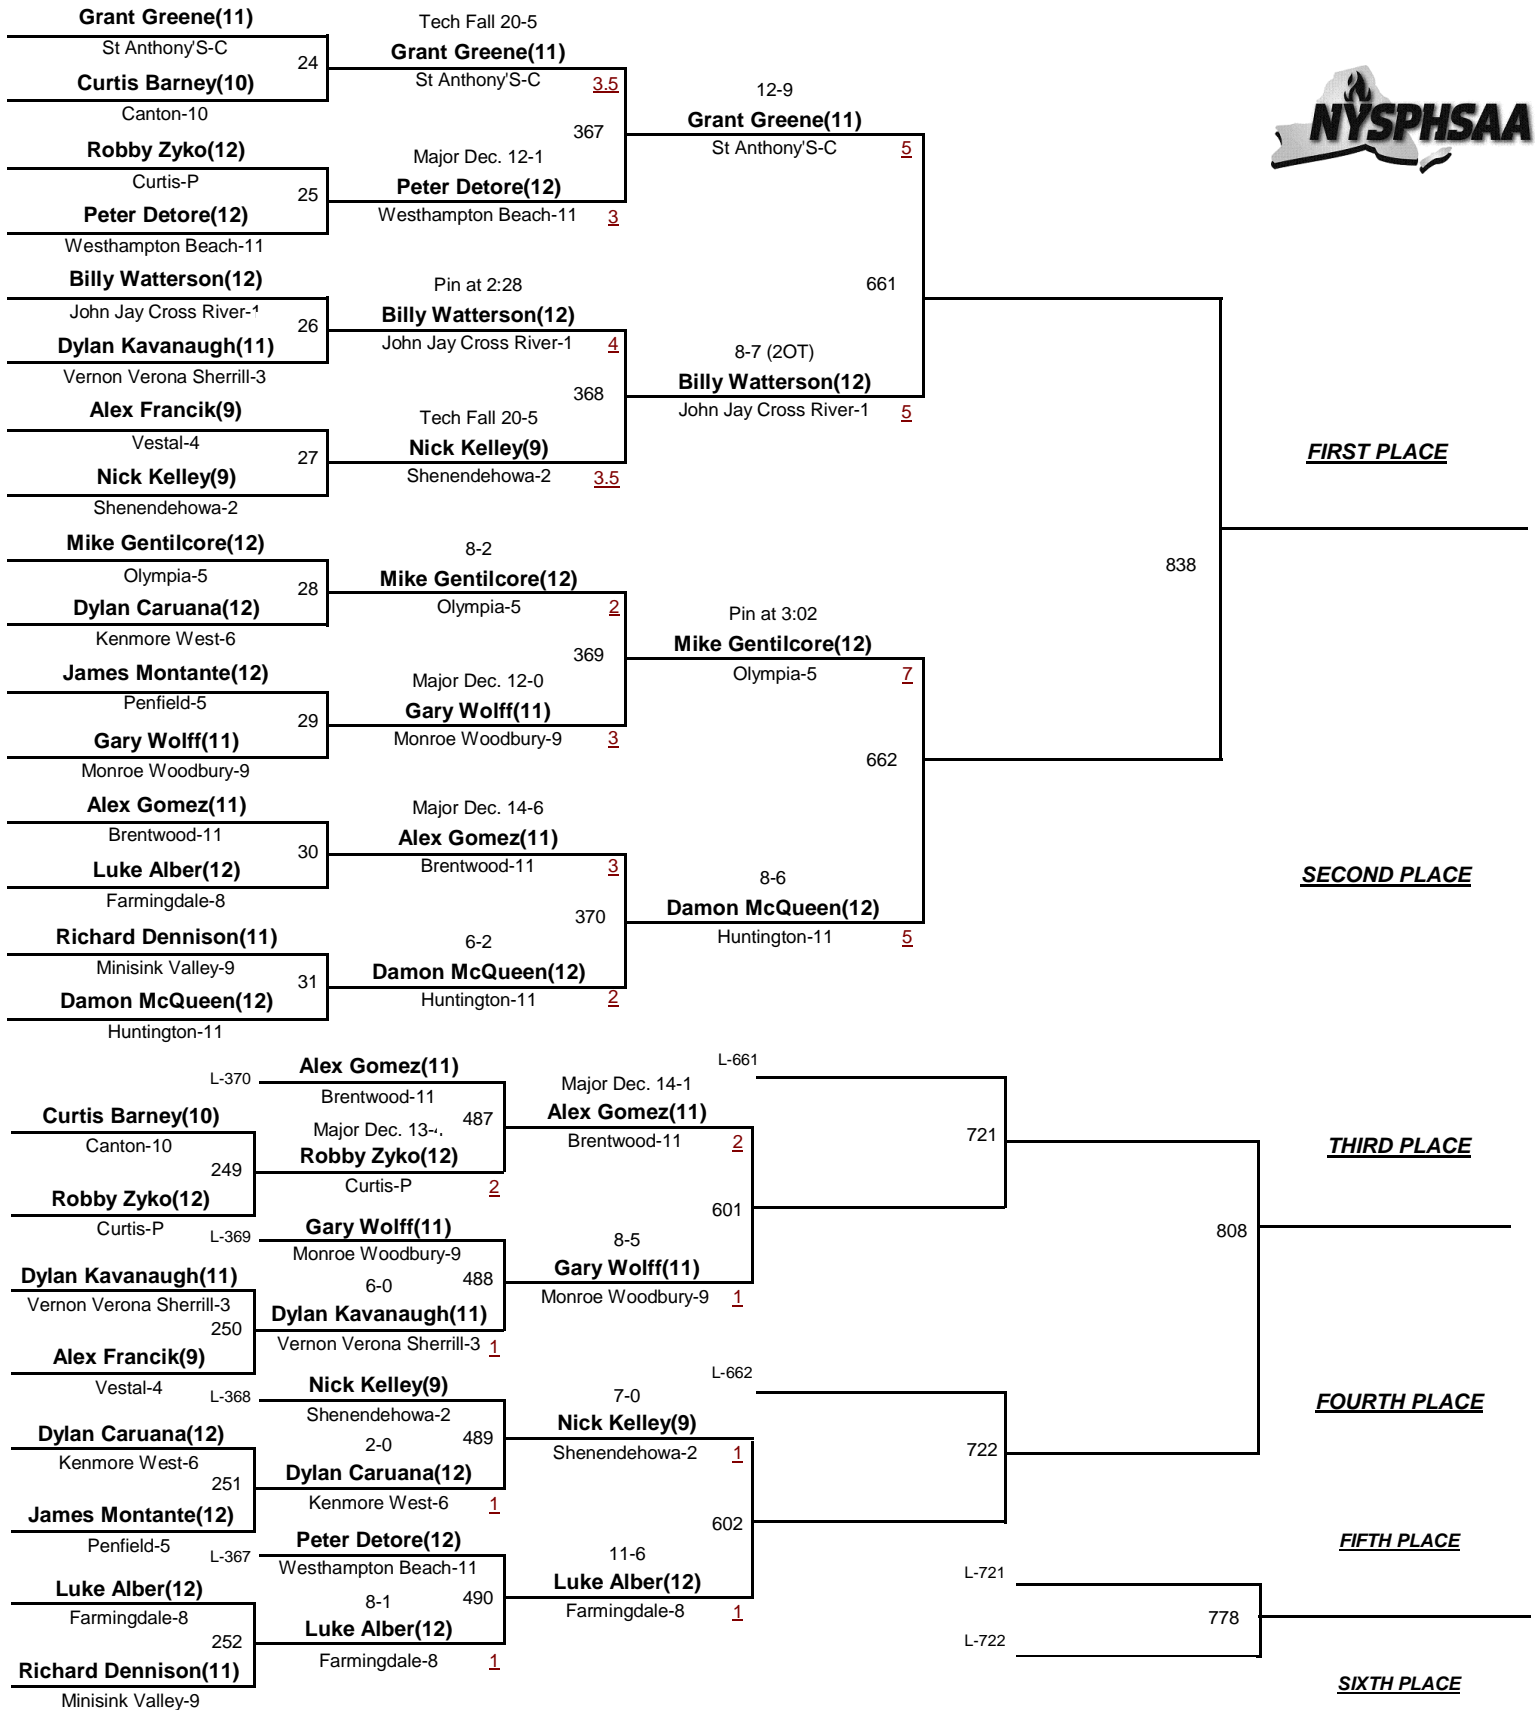 Grant Greene(11)
St Anthony'S-C
24
Curtis Barney(10)
Canton-10
Robby Zyko(12)
Curtis-P
25
Peter Detore(12)
Westhampton Beach-11
Billy Watterson(12)
John Jay Cross River-1
26
Dylan Kavanaugh(11)
Vernon Verona Sherrill-3
Alex Francik(9)
Vestal-4
27
Nick Kelley(9)
Shenendehowa-2
Mike Gentilcore(12)
Olympia-5
28
Dylan Caruana(12)
Kenmore West-6
James Montante(12)
Penfield-5
29
Gary Wolff(11)
Monroe Woodbury-9
Alex Gomez(11)
Brentwood-11
30
Luke Alber(12)
Farmingdale-8
Richard Dennison(11)
Minisink Valley-9
31
Damon McQueen(12)
Huntington-11
Tech Fall 20-5
Grant Greene(11)
St Anthony'S-C 3.5
367
Major Dec. 12-1
Peter Detore(12)
Westhampton Beach-11 3
Pin at 2:28
Billy Watterson(12)
John Jay Cross River-1 4
368
Tech Fall 20-5
Nick Kelley(9)
Shenendehowa-2 3.5
8-2
Mike Gentilcore(12)
Olympia-5 2
369
Major Dec. 12-0
Gary Wolff(11)
Monroe Woodbury-9 3
Major Dec. 14-6
Alex Gomez(11)
Brentwood-11 3
370
6-2
Damon McQueen(12)
Huntington-11 2
12-9
Grant Greene(11)
St Anthony'S-C 5
661
8-7 (2OT)
Billy Watterson(12)
John Jay Cross River-1 5
Pin at 3:02
Mike Gentilcore(12)
Olympia-5 7
662
8-6
Damon McQueen(12)
Huntington-11 5
838
NYSPHSAA
FIRST PLACE
SECOND PLACE
Curtis Barney(10)
Canton-10
249
Robby Zyko(12)
Curtis-P
Dylan Kavanaugh(11)
Vernon Verona Sherrill-3
250
Alex Francik(9)
Vestal-4
Dylan Caruana(12)
Kenmore West-6
251
James Montante(12)
Penfield-5
Luke Alber(12)
Farmingdale-8
252
Richard Dennison(11)
Minisink Valley-9
L-370
Alex Gomez(11)
Brentwood-11
487
Major Dec.
Robby Zyko(12)
Curtis-P 2
L-369
Gary Wolff(11)
Monroe Woodbury-9
488
6-0
Dylan Kavanaugh(11)
Vernon Verona Sherrill-3 1
L-368
Nick Kelley(9)
Shenendehowa-2
489
2-0
Dylan Caruana(12)
Kenmore West-6 1
L-367
Peter Detore(12)
Westhampton Beach-11
490
8-1
Luke Alber(12)
Farmingdale-8 1
Major Dec. 14-1
Alex Gomez(11)
Brentwood-11 2
601
8-5
Gary Wolff(11)
Monroe Woodbury-9 1
7-0
Nick Kelley(9)
Shenendehowa-2 1
602
11-6
Luke Alber(12)
Farmingdale-8 1
L-661
721
L-662
722
808
THIRD PLACE
FOURTH PLACE
L-721
778
L-722
FIFTH PLACE
SIXTH PLACE